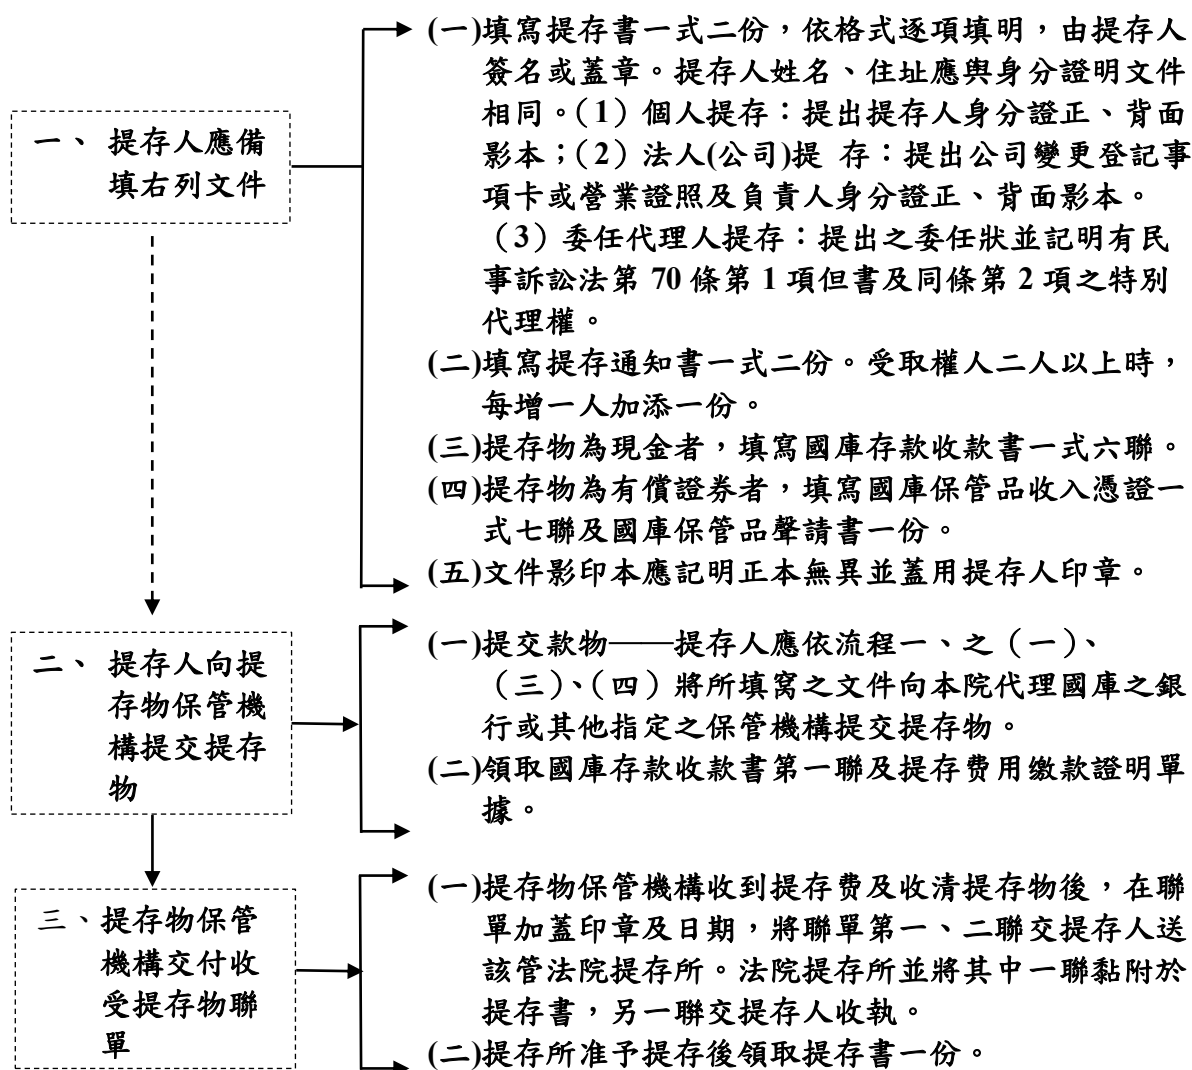 一、 提存人應備
填右列文件
(一)填寫提存書一式二份，依格式逐項填明，由提存人
簽名或蓋章。提存人姓名、住址應與身分證明文件
相同。（1）個人提存：提出提存人身分證正、背面
影本；（2）法人(公司)提 存：提出公司變更登記事
項卡或營業證照及負責人身分證正、背面影本。
（3）委任代理人提存：提出之委任狀並記明有民
事訴訟法第 70 條第 1 項但書及同條第 2 項之特別
代理權。
(二)填寫提存通知書一式二份。受取權人二人以上時，
每增一人加添一份。
(三)提存物為現金者，填寫國庫存款收款書一式六聯。
(四)提存物為有償證券者，填寫國庫保管品收入憑證一
式七聯及國庫保管品聲請書一份。
(五)文件影印本應記明正本無異並蓋用提存人印章。
二、 提存人向提
存物保管機
構提交提存
物
(一)提交款物——提存人應依流程一、之（一）、
（三）、（四）將所填寫之文件向本院代理國庫之銀
行或其他指定之保管機構提交提存物。
(二)領取國庫存款收款書第一聯及提存費用繳款證明單
據。
三、提存物保管
機構交付收
受提存物聯
單
(一)提存物保管機構收到提存費及收清提存物後，在聯
單加蓋印章及日期，將聯單第一、二聯交提存人送
該管法院提存所。法院提存所並將其中一聯黏附於
提存書，另一聯交提存人收執。
(二)提存所准予提存後領取提存書一份。